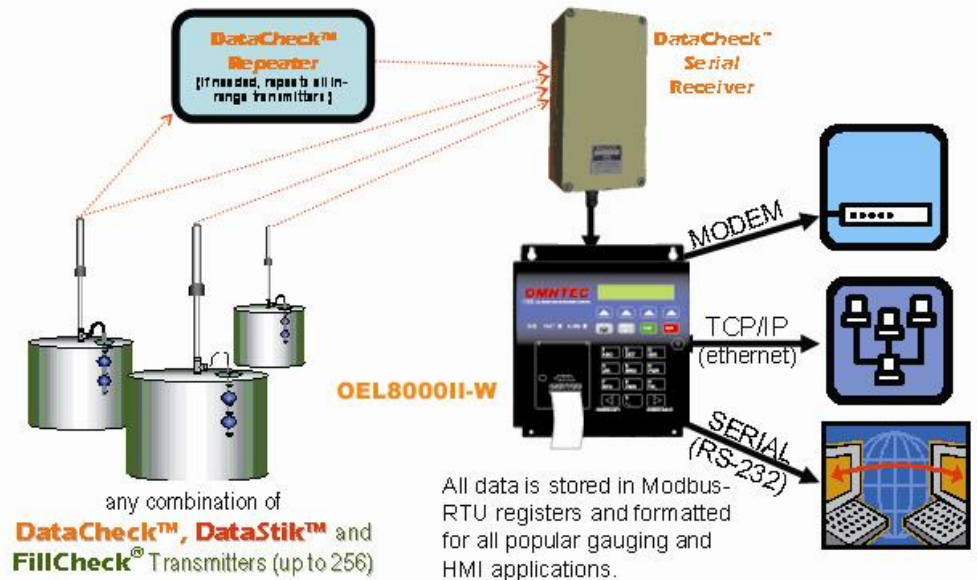 DataCheck™
Repeater
(If needed, repeats all in-
range transmitters)
DataCheck™
Serial
Receiver
MODEM
OMNTEC
TCP/IP
(ethernet)
OEL8000II-W
SERIAL
(RS-232)
any combination of
DataCheck™, DataStik™ and
FillCheck® Transmitters (up to 256)
All data is stored in Modbus-
RTU registers and formatted
for all popular gauging and
HMI applications.